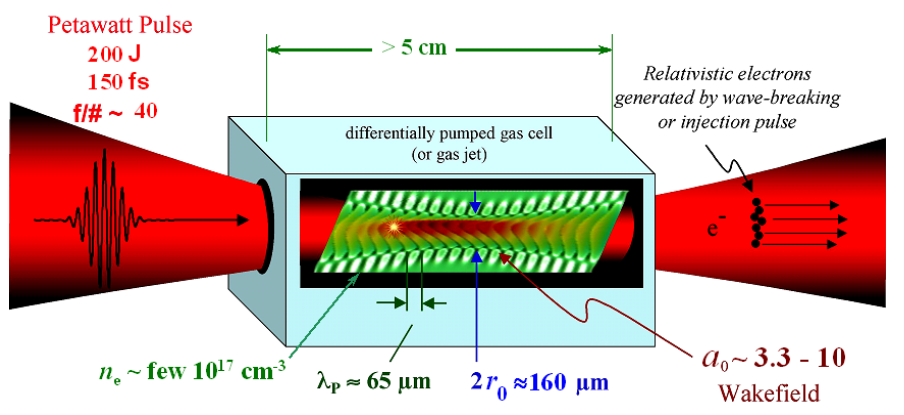 Petawatt Pulse
200 J
150 fs
f/# ~ 40
> 5 cm
Relativistic electrons
generated by wave-breaking
or injection pulse
differentially pumped gas cell
(or gas jet)
e⁻
nₑ ~ few 10¹⁷ cm⁻³
λₚ ≈ 65 µm
2r₀ ≈160 µm
a₀ ~ 3.3 - 10
Wakefield